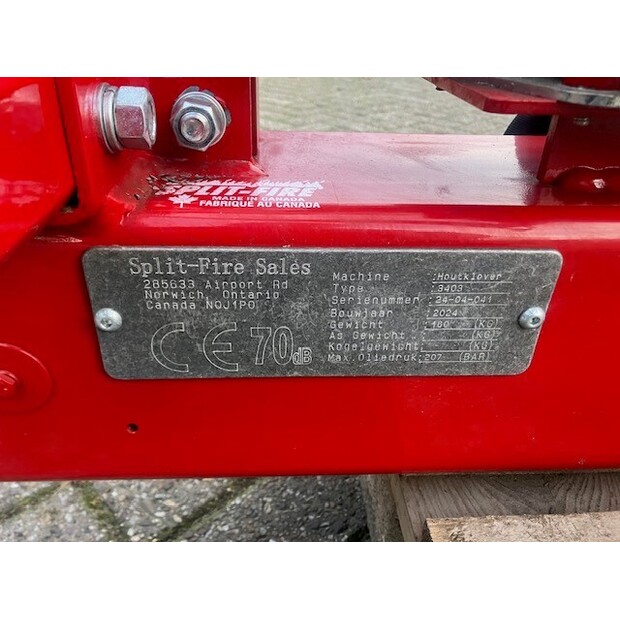 SPLIT-FIRE
MADE IN CANADA
FABRIQUE AU CANADA
Split-Fire Sales
285633 Airport Rd
Norwich, Ontario
Canada N0J1P0
CE 70dB
Machine :Houtklover
Type :3403
Serienummer :24-04-041
Bouwjaar :2024
Gewicht :160 (KG)
As Gewicht :- (KG)
Kogelgewicht:- (KG)
Max.Oliedruk:207 (BAR)